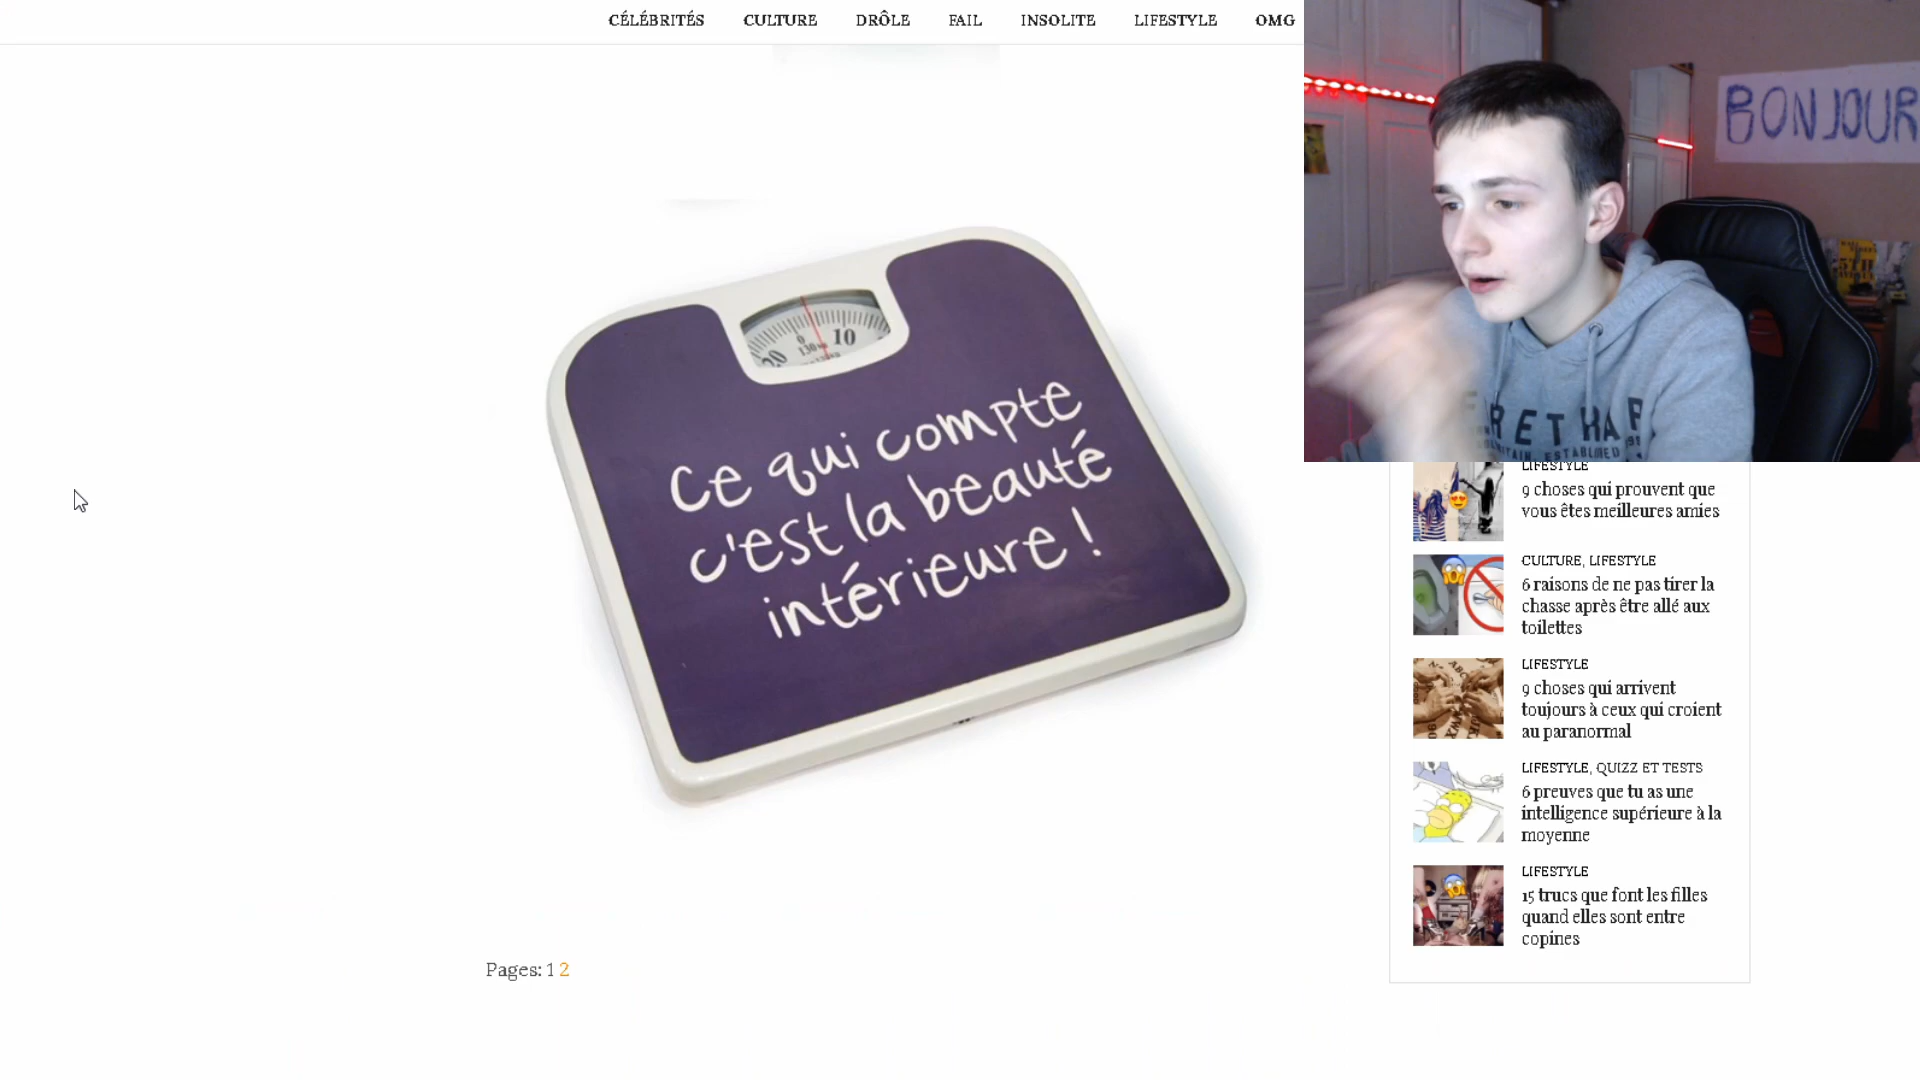 CÉLÉBRITÉS CULTURE DRÔLE FAIL INSOLITE LIFESTYLE OMG
BONJOUR
0 10
20 130
Ce qui compte
c'est la beauté
intérieure !
LIFESTYLE
9 choses qui prouvent que
vous êtes meilleures amies
CULTURE, LIFESTYLE
6 raisons de ne pas tirer la
chasse après être allé aux
toilettes
LIFESTYLE
9 choses qui arrivent
toujours à ceux qui croient
au paranormal
LIFESTYLE, QUIZZ ET TESTS
6 preuves que tu as une
intelligence supérieure à la
moyenne
LIFESTYLE
15 trucs que font les filles
quand elles sont entre
copines
Pages: 1 2